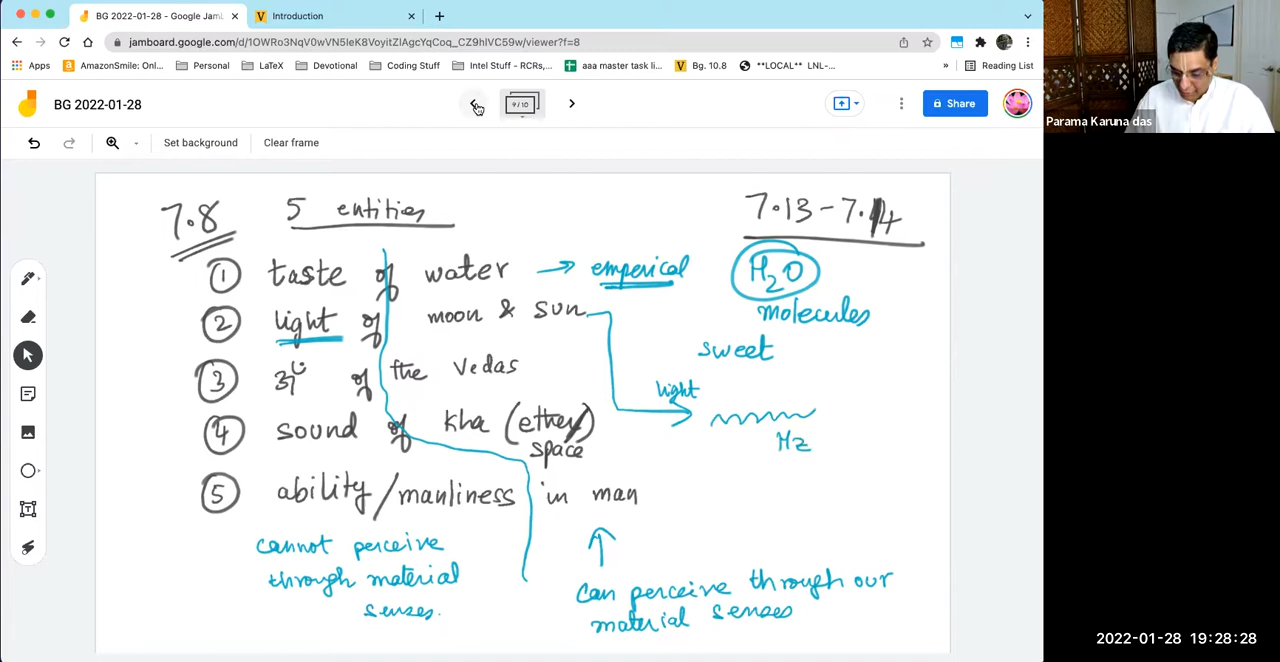 BG 2022-01-28 - Google Jam
Introduction
jamboard.google.com/d/1OWRo3NqV0wVN5IeK8VoyitZlAgcYqCoq_CZ9hIVC59w/viewer?f=8
Apps AmazonSmile: Onl... Personal LaTeX Devotional Coding Stuff Intel Stuff - RCRs,... aaa master task li... Bg. 10.8 **LOCAL** LNL-... » Reading List
BG 2022-01-28
9/10
Share
Set background Clear frame
Parama Karuna das
7.8 5 entities 7.13 - 7.14
① taste of water → emperical H₂O
molecules
② light of moon & sun
sweet
③ ॐ of the Vedas
light
④ sound of kha (ether)
space
Hz
⑤ ability/manliness in man
cannot perceive
through material
senses.
can perceive through our
material senses
2022-01-28 19:28:28